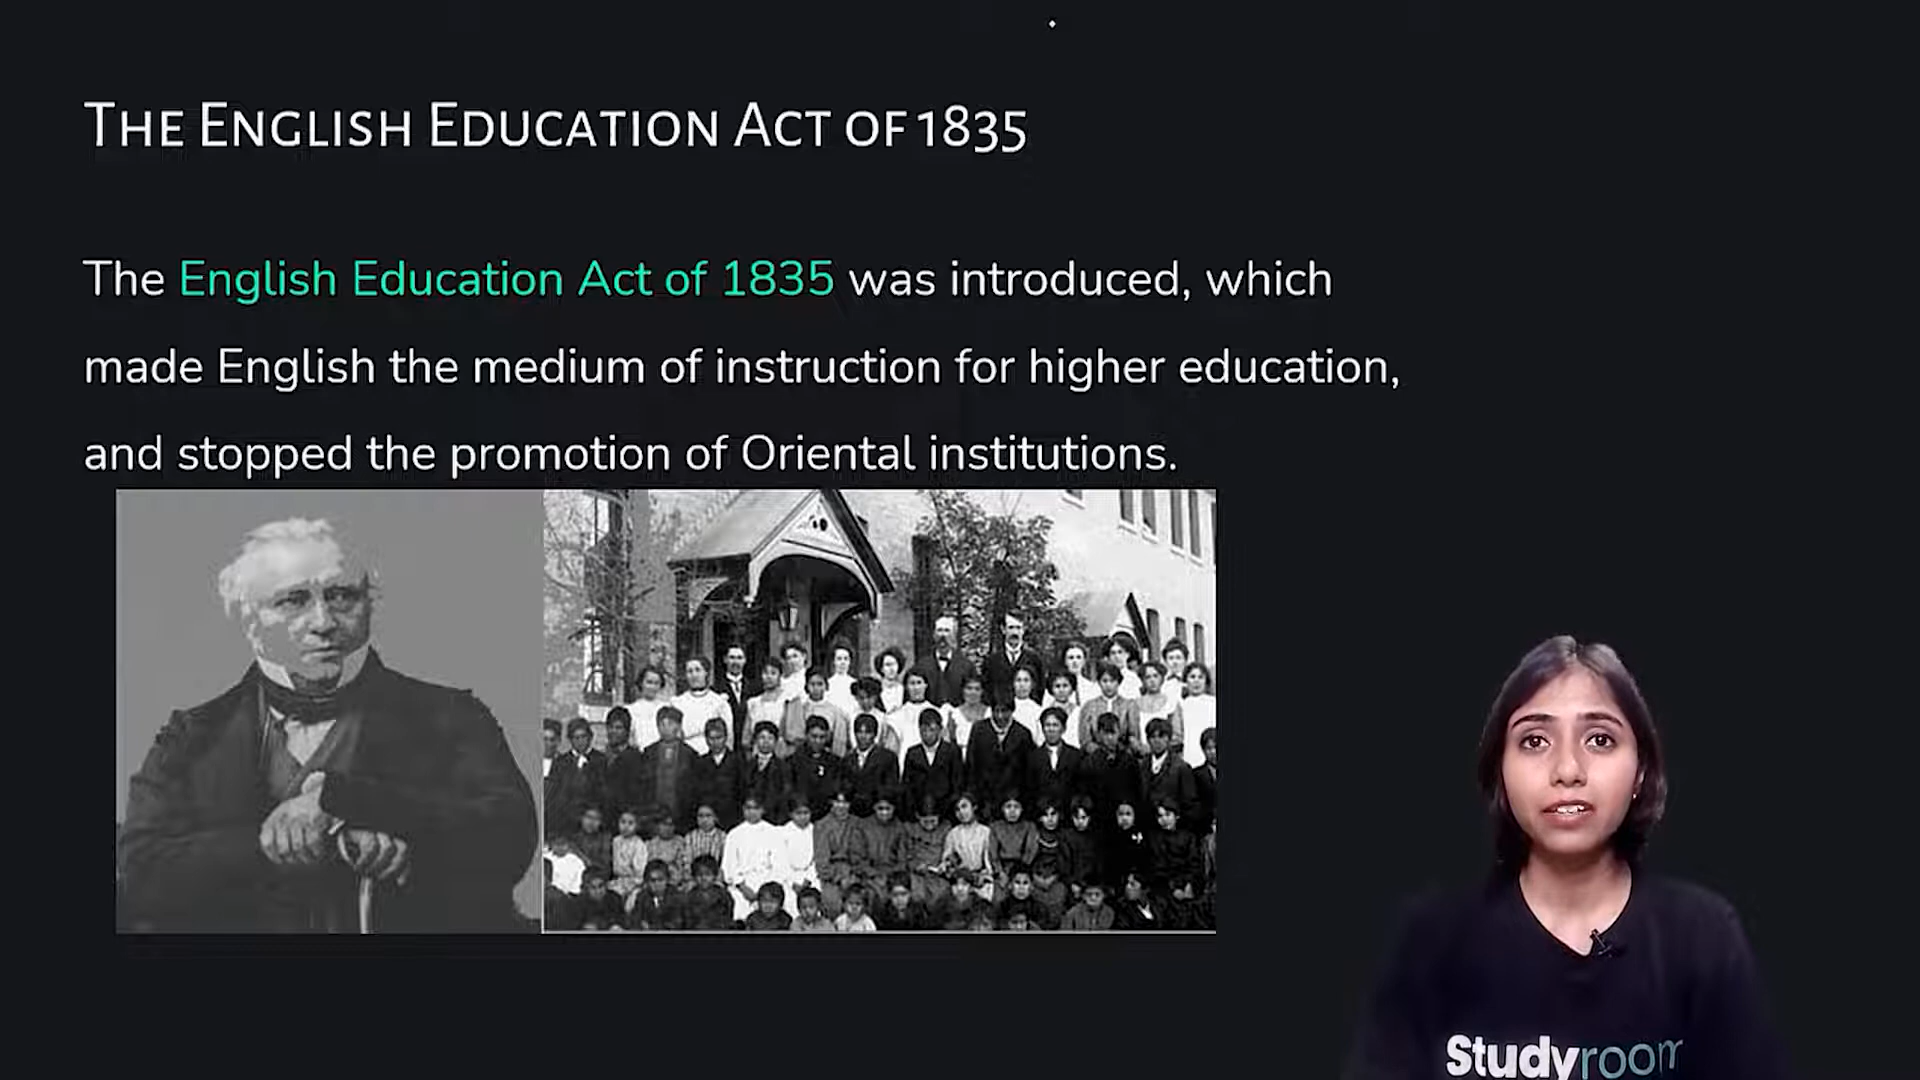 THE ENGLISH EDUCATION ACT OF 1835
The English Education Act of 1835 was introduced, which
made English the medium of instruction for higher education,
and stopped the promotion of Oriental institutions.
Studyroom